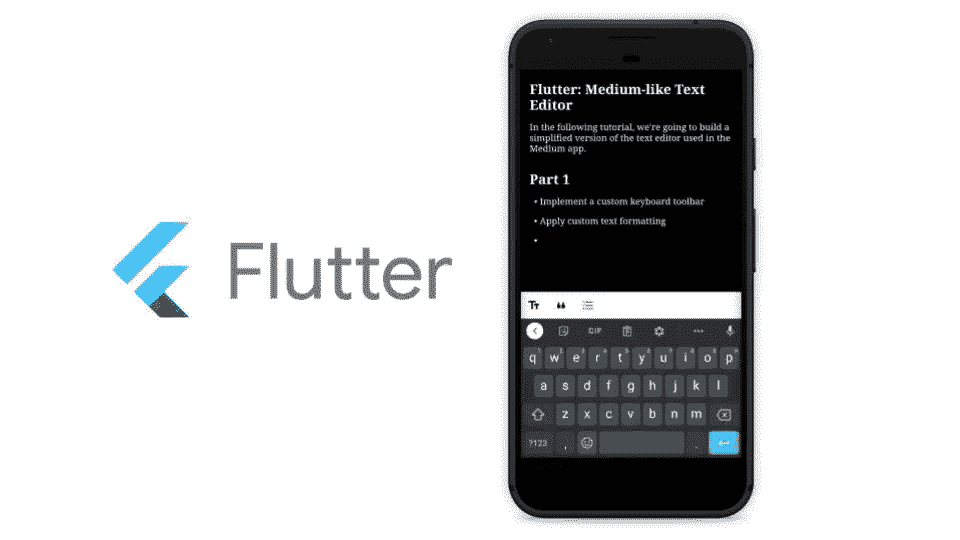 Flutter
Flutter: Medium-like Text
Editor
In the following tutorial, we're going to build a
simplified version of the text editor used in the
Medium app.
Part 1
• Implement a custom keyboard toolbar
• Apply custom text formatting
•
Tт
GIF
q w e r t y u i o p
a s d f g h j k l
z x c v b n m
?123 , .